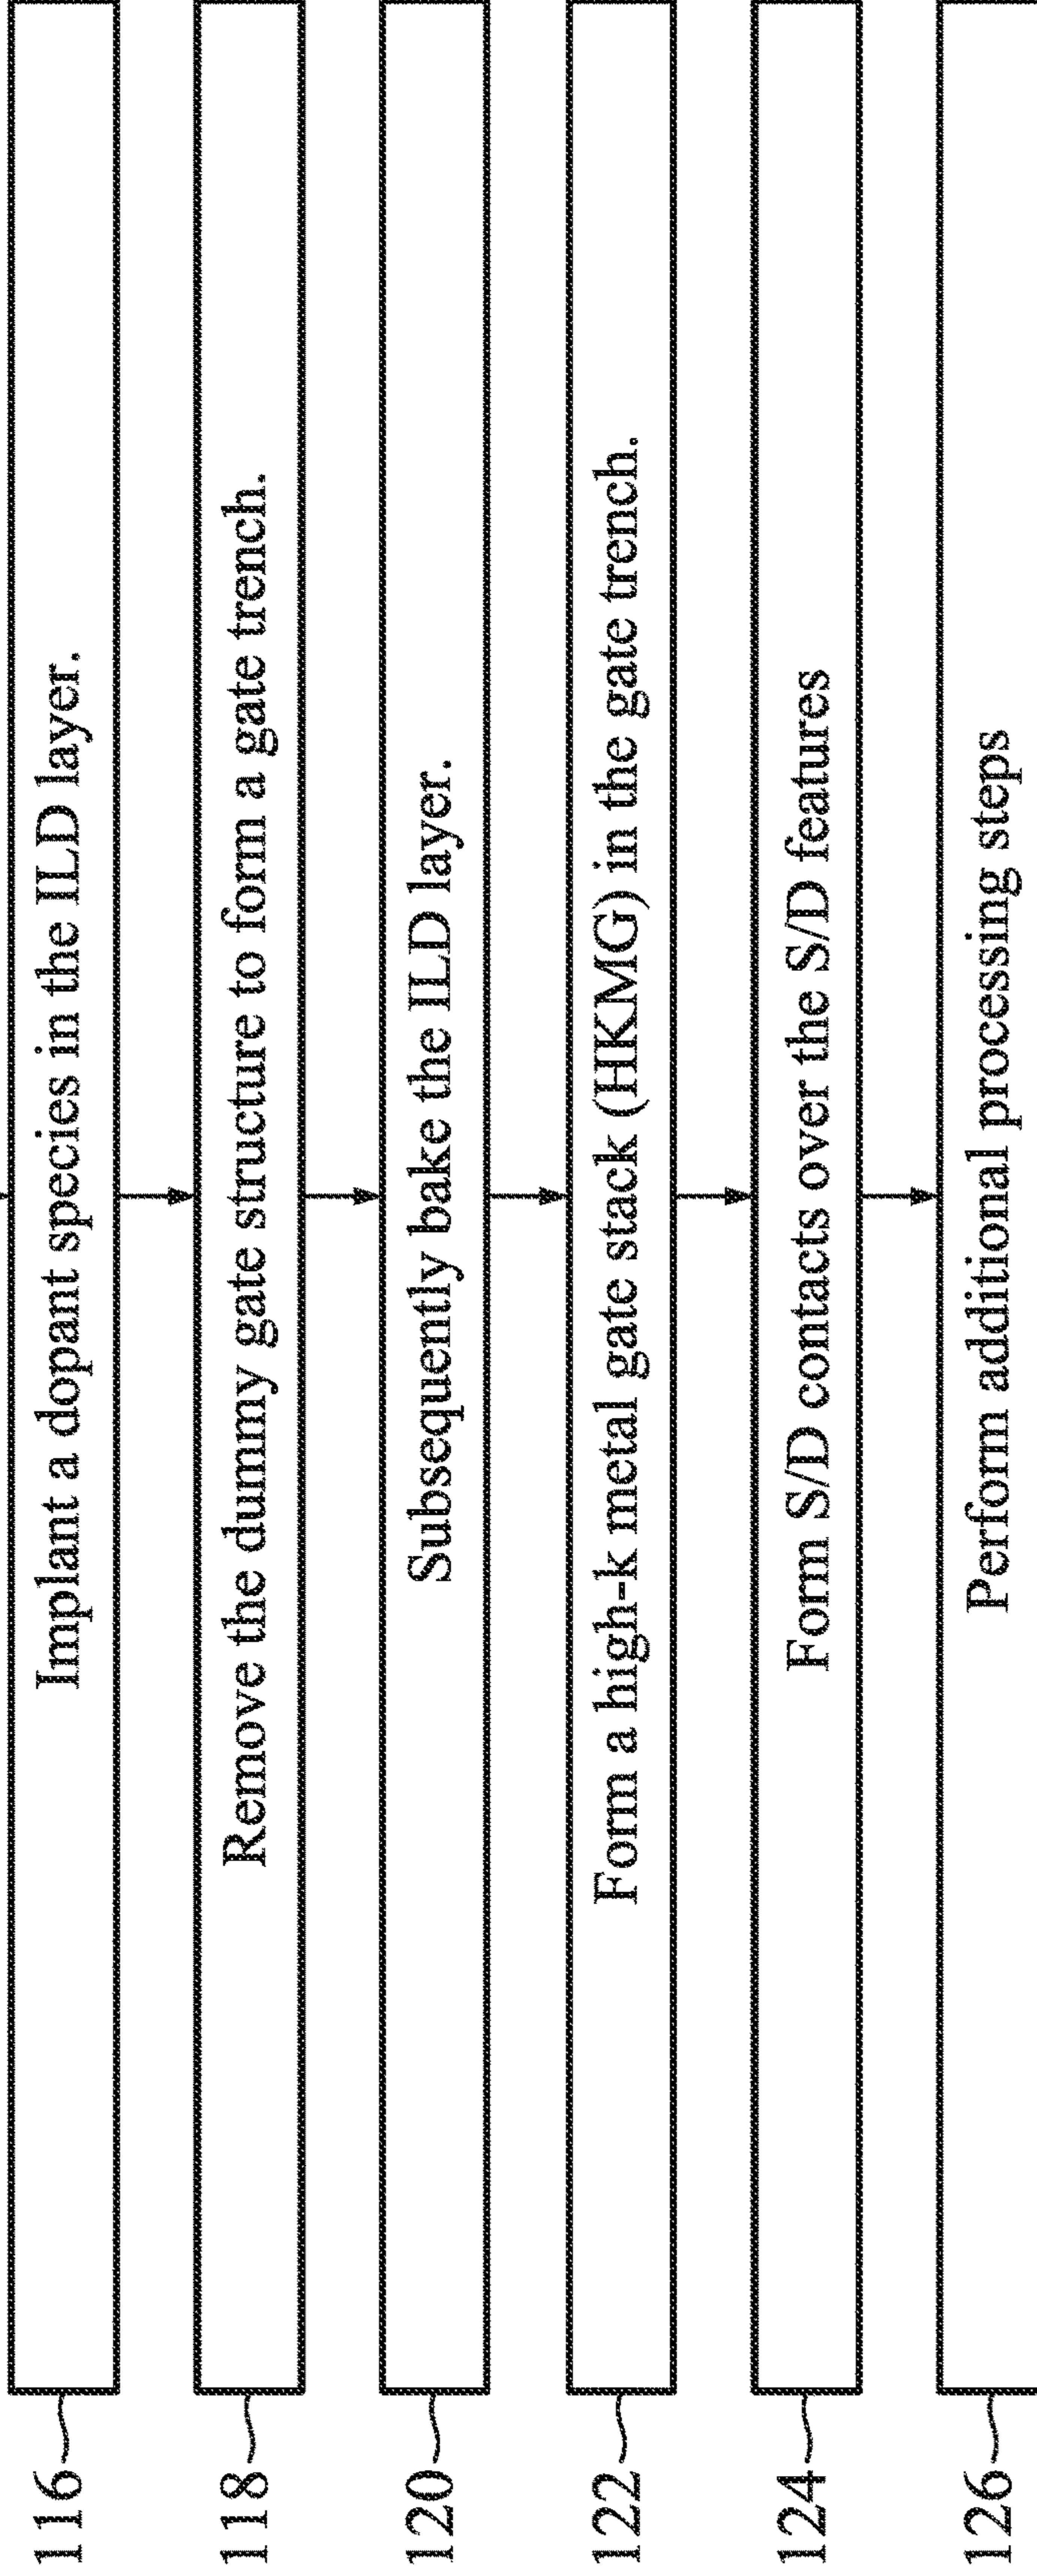 116 Implant a dopant species in the ILD layer.
118 Remove the dummy gate structure to form a gate trench.
120 Subsequently bake the ILD layer.
122 Form a high-k metal gate stack (HKMG) in the gate trench.
124 Form S/D contacts over the S/D features
126 Perform additional processing steps